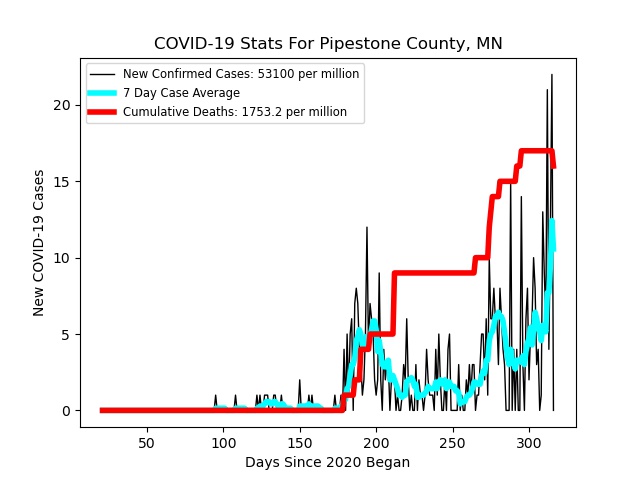 COVID-19 Stats For Pipestone County, MN
New Confirmed Cases: 53100 per million
7 Day Case Average
Cumulative Deaths: 1753.2 per million
New COVID-19 Cases
20
15
10
5
0
50 100 150 200 250 300
Days Since 2020 Began